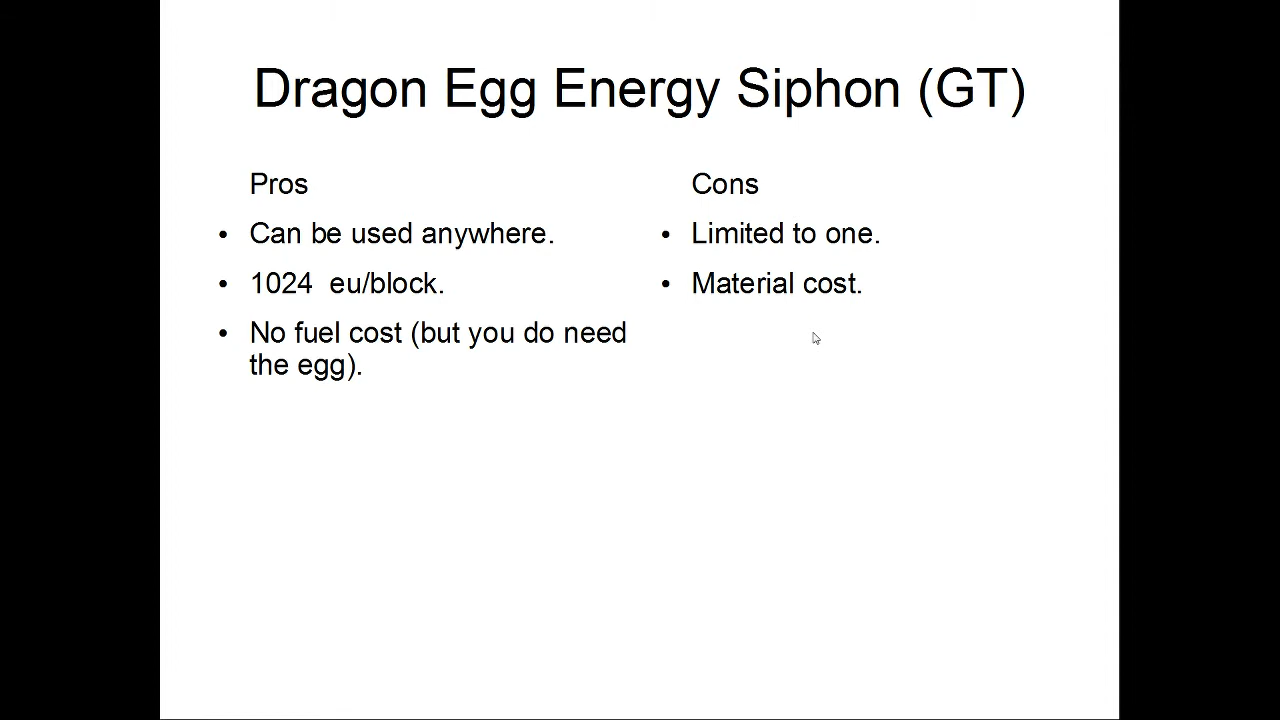 Dragon Egg Energy Siphon (GT)
Pros
• Can be used anywhere.
• 1024  eu/block.
• No fuel cost (but you do need
the egg).
Cons
• Limited to one.
• Material cost.